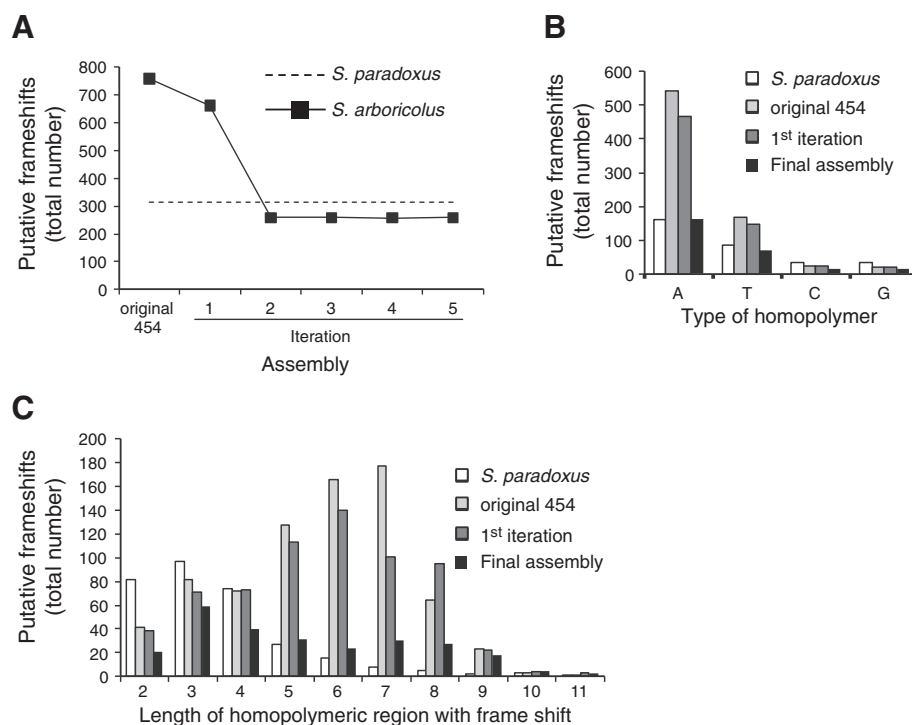 A
Putative frameshifts
(total number)
800
700
600
500
400
300
200
100
0
S. paradoxus
S. arboricolus
original
454
1
2
3
4
5
Iteration
Assembly
B
Putative frameshifts
(total number)
600
500
400
300
200
100
0
S. paradoxus
original 454
1st iteration
Final assembly
A
T
C
G
Type of homopolymer
C
Putative frameshifts
(total number)
200
180
160
140
120
100
80
60
40
20
0
S. paradoxus
original 454
1st iteration
Final assembly
2
3
4
5
6
7
8
9
10
11
Length of homopolymeric region with frame shift